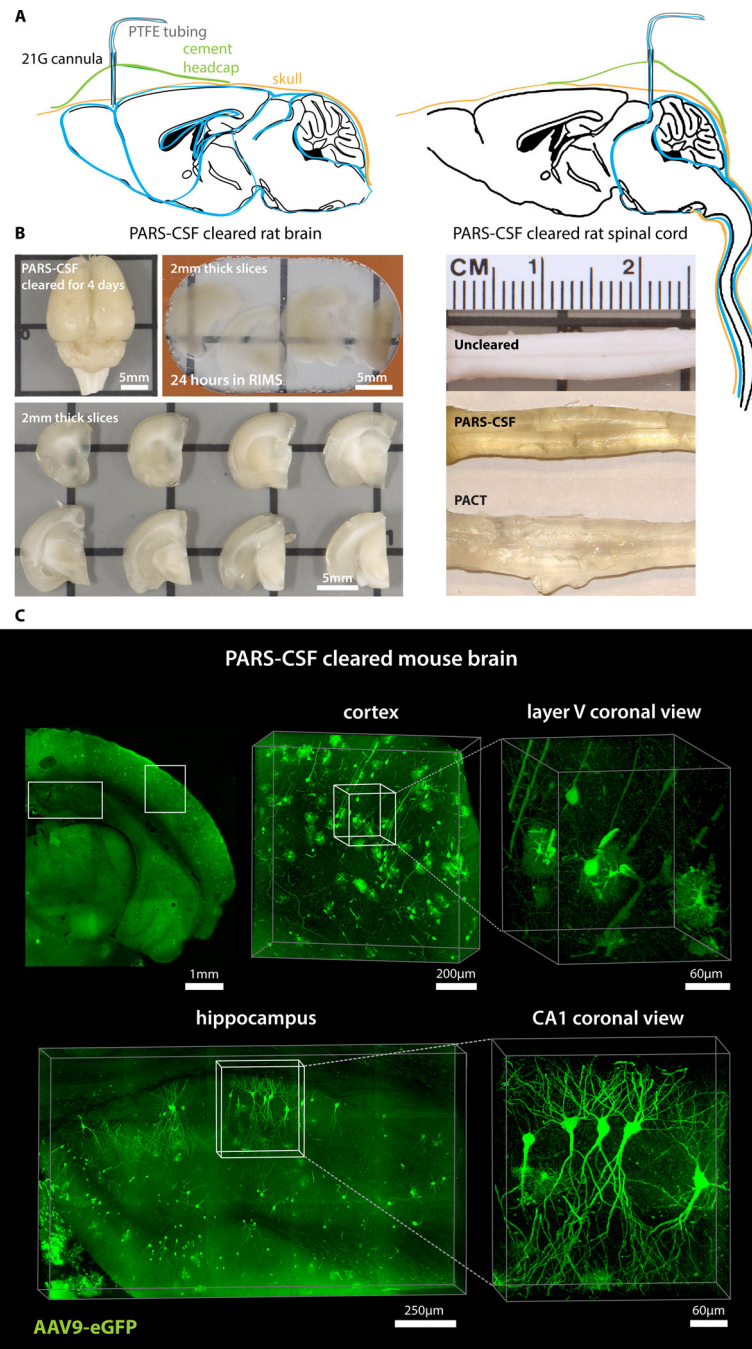 A
PTFE tubing
21G cannula
cement
headcap
skull
B
PARS-CSF cleared rat brain
PARS-CSF cleared rat spinal cord
PARS-CSF
cleared for 4 days
5mm
2mm thick slices
24 hours in RIMS
5mm
2mm thick slices
5mm
CM 1 2
Uncleared
PARS-CSF
PACT
C
PARS-CSF cleared mouse brain
cortex
layer V coronal view
1mm
200µm
60µm
hippocampus
CA1 coronal view
250µm
60µm
AAV9-eGFP